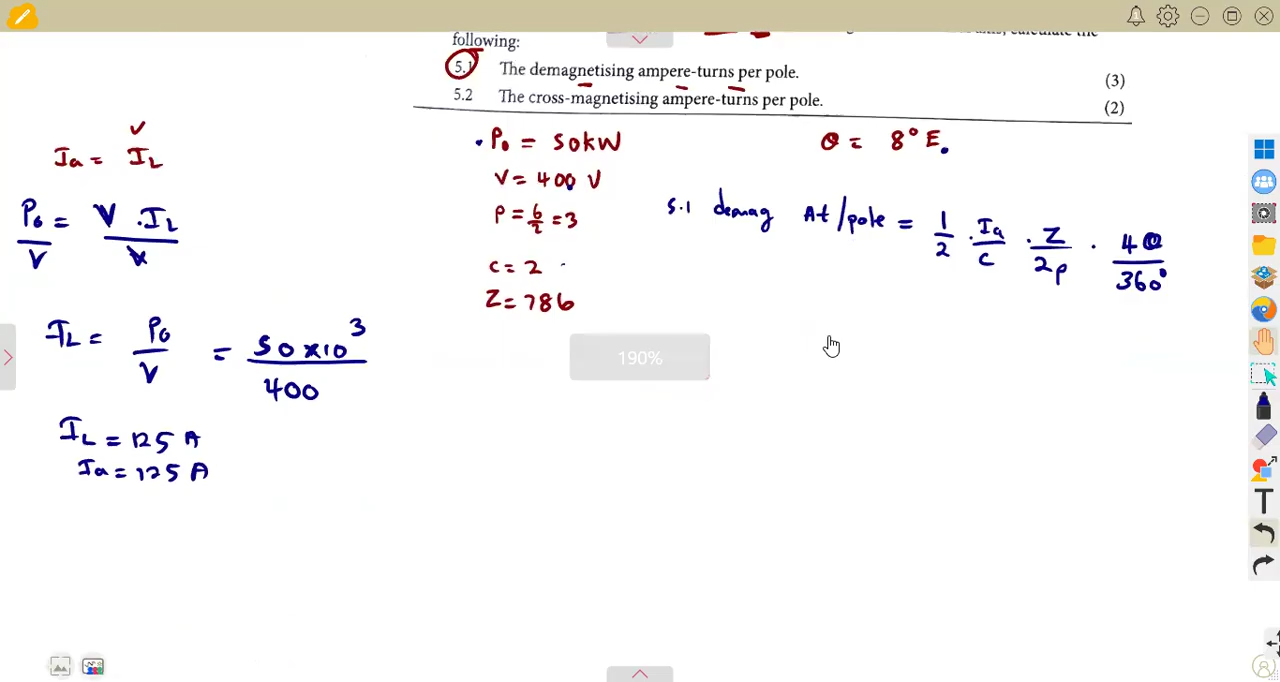 following:
5.1 The demagnetising ampere-turns per pole. (3)
5.2 The cross-magnetising ampere-turns per pole. (2)
Ia = IL
Po/V = V . IL/V
IL = Po/V = 50 x 10^3/400
IL = 125 A
Ia = 125 A
Po = 50kW
V = 400 V
P = 6/2 = 3
c = 2
Z = 786
θ = 8° E.
5.1 demag At/pole = 1/2 . Ia/c . Z/2p . 4θ/360°
190%
T